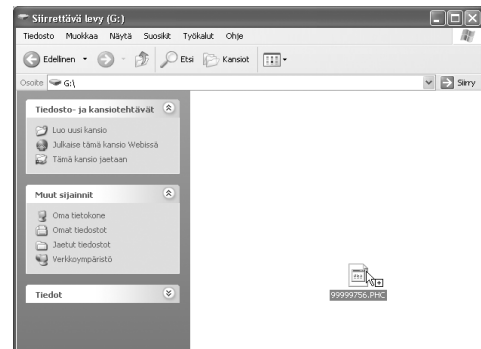 Siirrettävä levy (G:)
Tiedosto Muokkaa Näytä Suosikit Työkalut Ohje
Edellinen Etsi Kansiot
Osoite G:\ Siirry
Tiedosto- ja kansiotehtävät
Luo uusi kansio
Julkaise tämä kansio Webissä
Tämä kansio jaetaan
Muut sijainnit
Oma tietokone
Omat tiedostot
Jaetut tiedostot
Verkkoympäristö
Tiedot
99999756.PHC